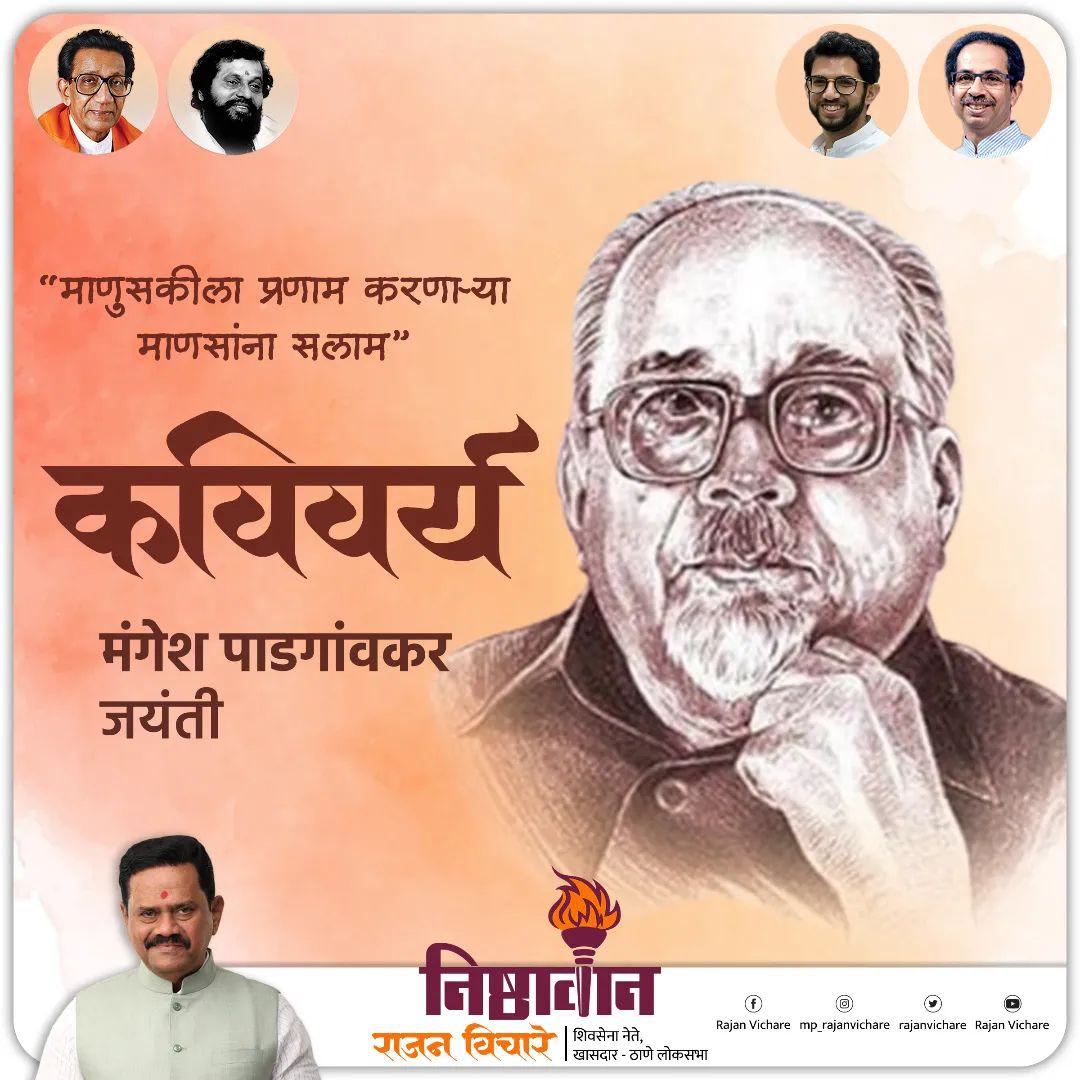 “माणुसकीला प्रणाम करणाऱ्या
माणसांना सलाम”
कविवर्य
मंगेश पाडगांवकर
जयंती
निष्ठावान
राजन विचारे
शिवसेना नेते,
खासदार - ठाणे लोकसभा
Rajan Vichare
mp_rajanvichare
rajanvichare
Rajan Vichare